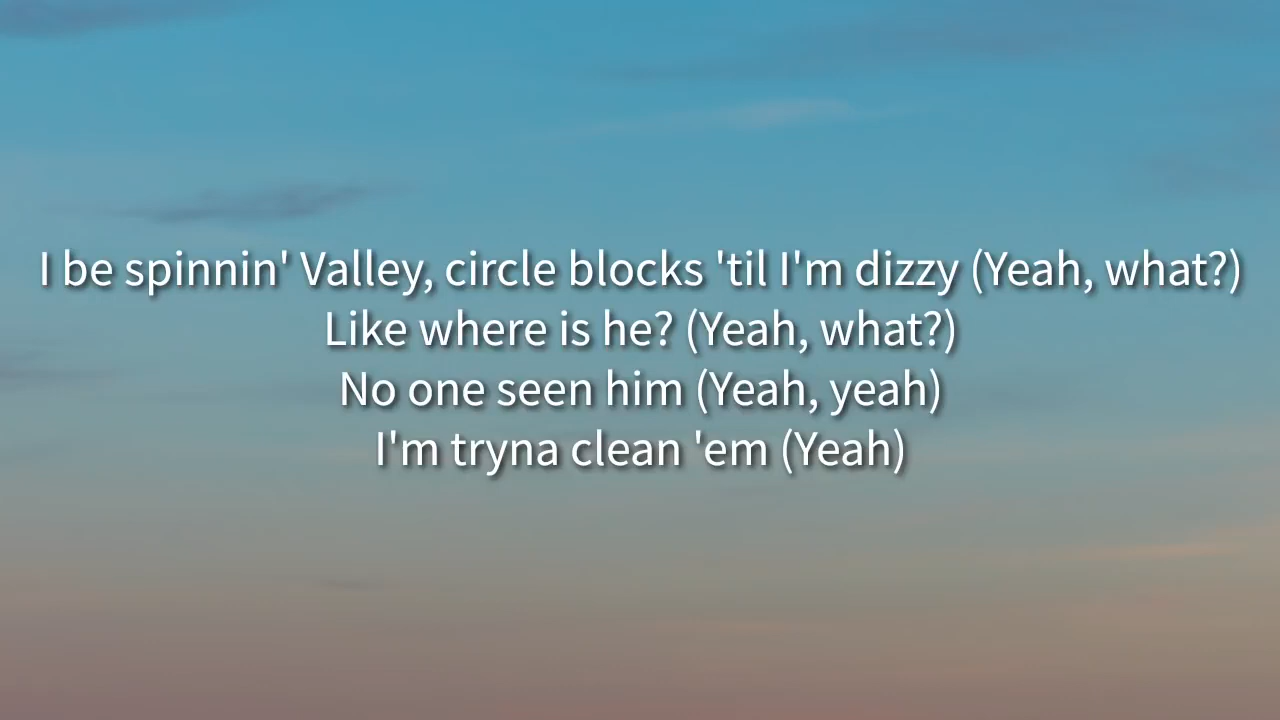 I be spinnin' Valley, circle blocks 'til I'm dizzy (Yeah, what?)
Like where is he? (Yeah, what?)
No one seen him (Yeah, yeah)
I'm tryna clean 'em (Yeah)